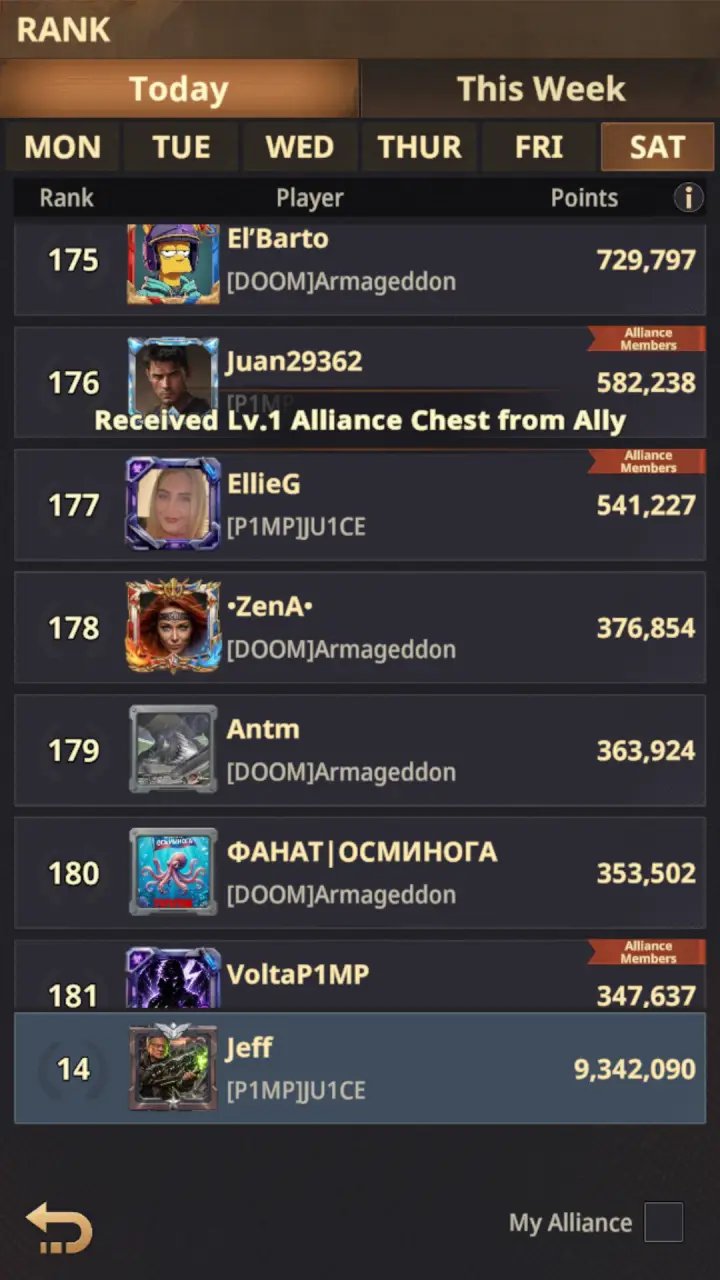 RANK
Today
This Week
MON TUE WED THUR FRI SAT
Rank Player Points
175
El'Barto
[DOOM]Armageddon
729,797
Alliance
Members
176
Juan29362
[P1MP
582,238
Received Lv.1 Alliance Chest from Ally
Alliance
Members
177
EllieG
[P1MP]JU1CE
541,227
178
•ZenA•
[DOOM]Armageddon
376,854
179
Antm
[DOOM]Armageddon
363,924
180
ФАНАТ|ОСМИНОГА
[DOOM]Armageddon
353,502
Alliance
Members
181
VoltaP1MP
347,637
14
Jeff
[P1MP]JU1CE
9,342,090
My Alliance